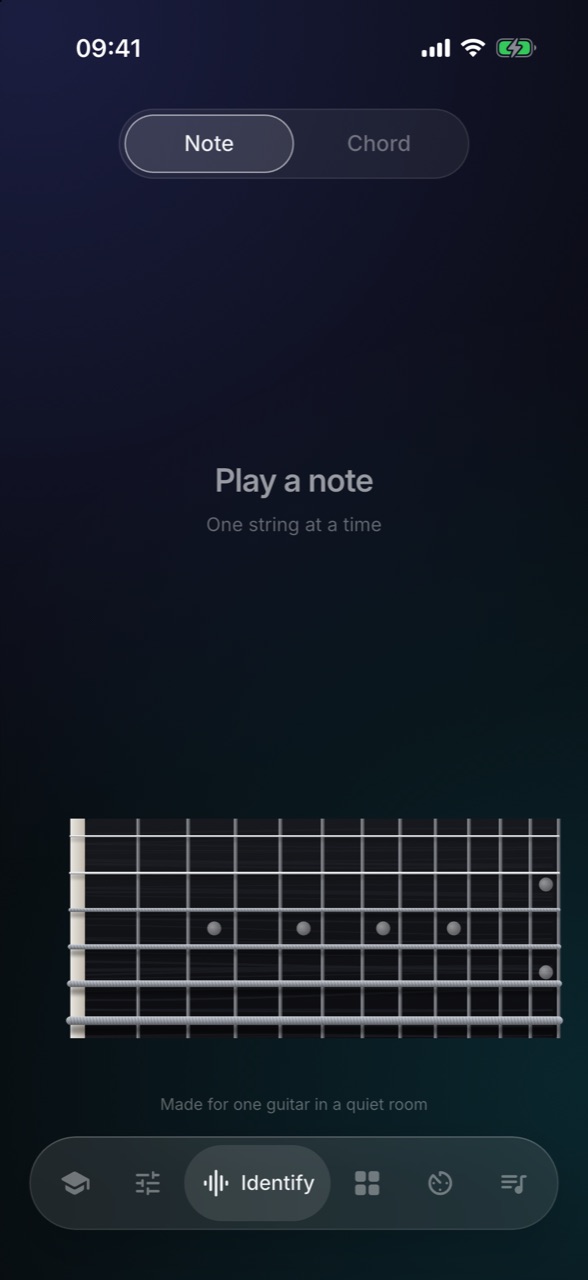 09:41
Note
Chord
Play a note
One string at a time
Made for one guitar in a quiet room
Identify